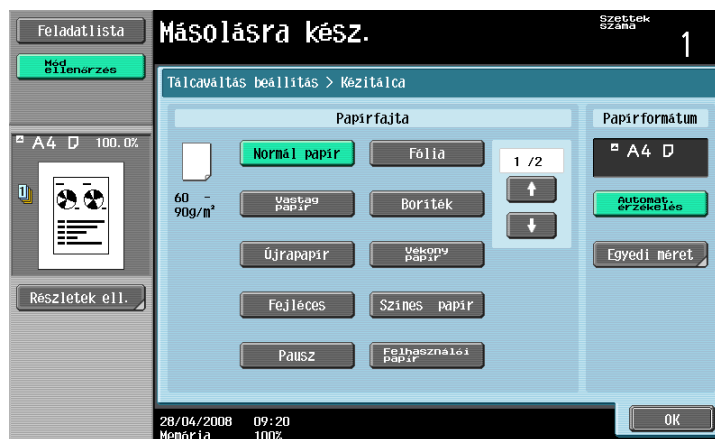 Feladatlista
Mód
ellenőrzés
Másolásra kész.
Szettek
száma
1
Tálcaváltás beállítás > Kézitálca
Papírfajta
Papírformátum
A4 100.0%
60 -
90g/m²
Normál papír
Fólia
Vastag
papír
Boríték
Újrapapír
Vékony
papír
Fejléces
Színes papír
Pausz
Felhasználói
papír
1 /2
A4
Automat.
érzékelés
Egyedi méret
1
Részletek ell.
28/04/2008 09:20
Memória 100%
OK